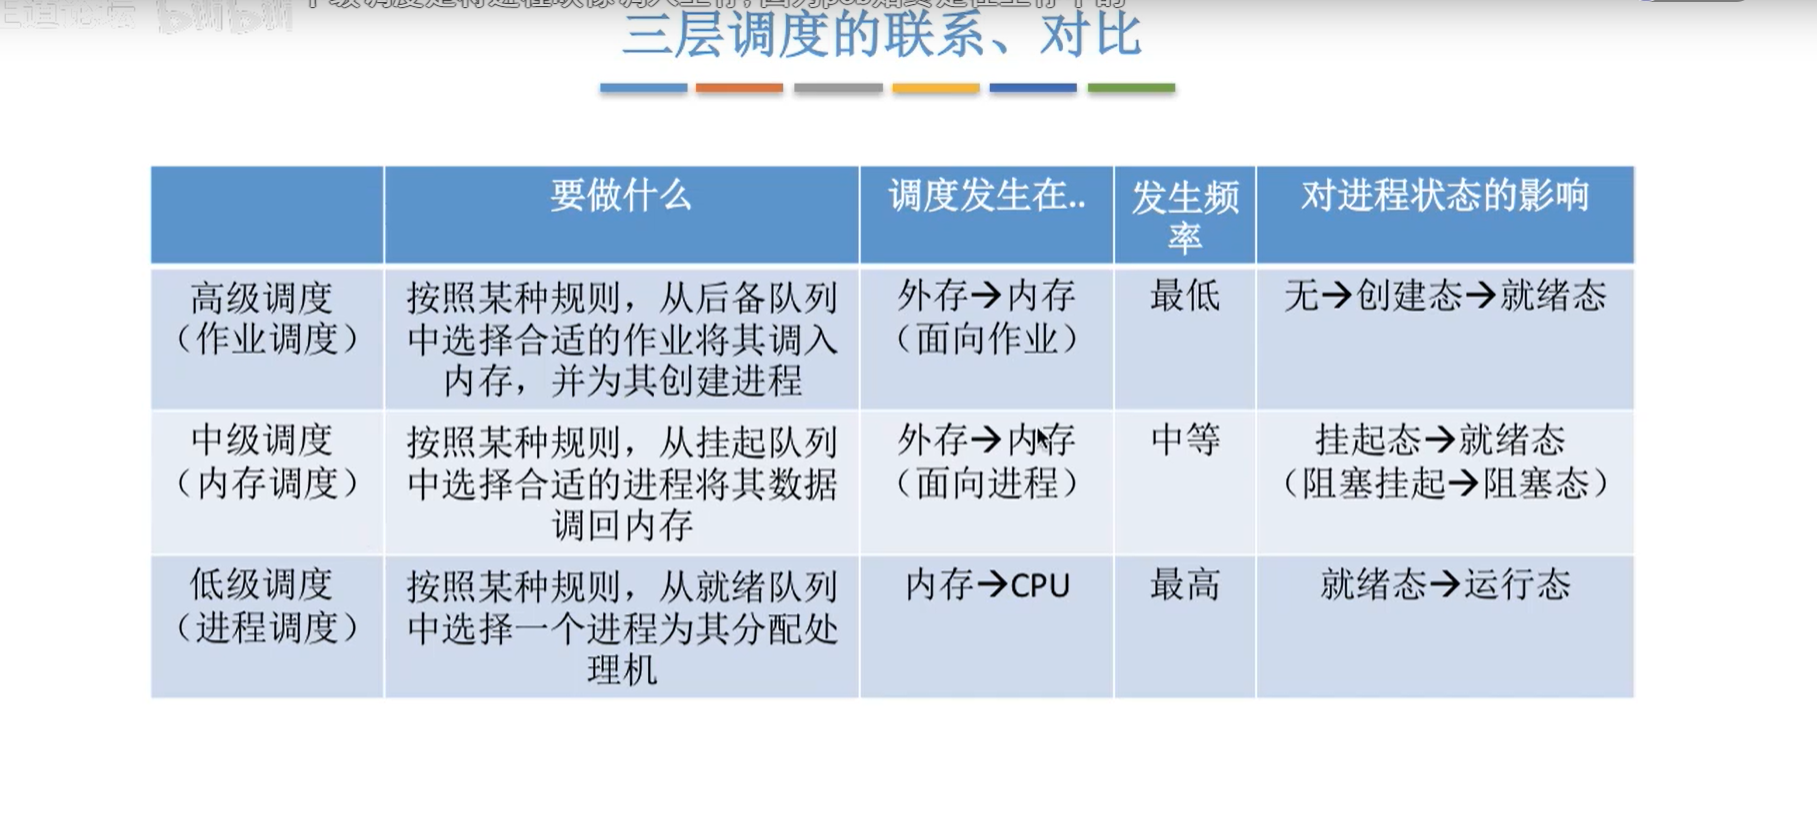 三层调度的联系、对比
要做什么
调度发生在..
发生频
率
对进程状态的影响
高级调度
（作业调度）
按照某种规则，从后备队列
中选择合适的作业将其调入
内存，并为其创建进程
外存→内存
（面向作业）
最低
无→创建态→就绪态
中级调度
（内存调度）
按照某种规则，从挂起队列
中选择合适的进程将其数据
调回内存
外存→内存
（面向进程）
中等
挂起态→就绪态
（阻塞挂起→阻塞态）
低级调度
（进程调度）
按照某种规则，从就绪队列
中选择一个进程为其分配处
理机
内存→CPU
最高
就绪态→运行态